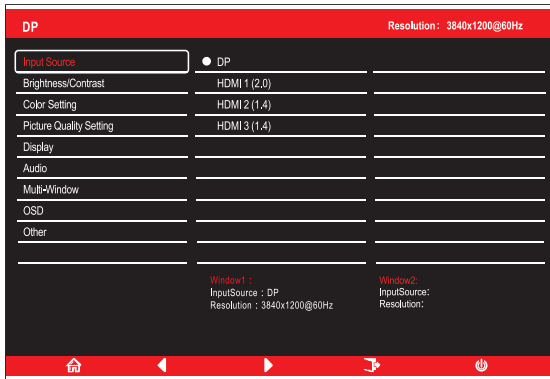 DP
Resolution: 3840x1200@60Hz
Input Source
DP
Brightness/Contrast
HDMI 1 (2,0)
Color Setting
HDMI 2 (1.4)
Picture Quality Setting
HDMI 3 (1.4)
Display
Audio
Multi-Window
OSD
Other
Window1 :
InputSource : DP
Resolution : 3840x1200@60Hz
Window2:
InputSource:
Resolution: